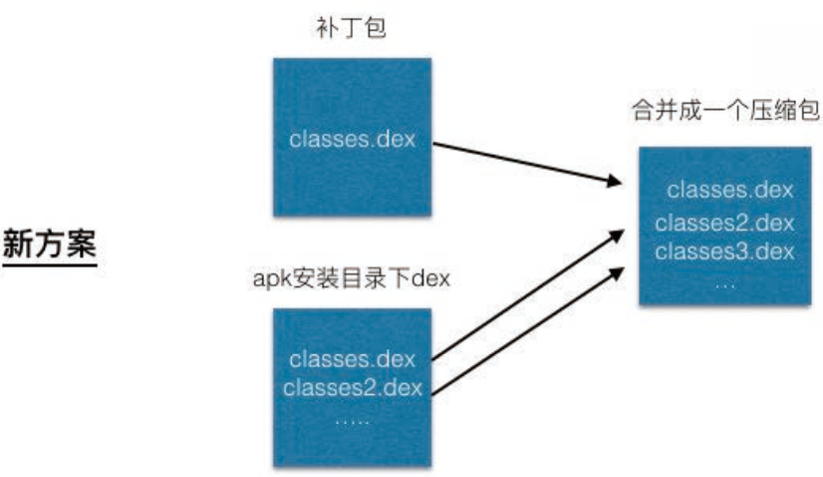 补丁包
classes.dex
合并成一个压缩包
classes.dex
classes2.dex
classes3.dex
...
新方案
apk安装目录下dex
classes.dex
classes2.dex
.....